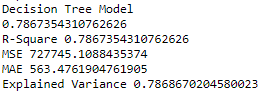 Decision Tree Model
0.7867354310762626
R-Square 0.7867354310762626
MSE 727745.1088435374
MAE 563.4761904761905
Explained Variance 0.7868670204580023